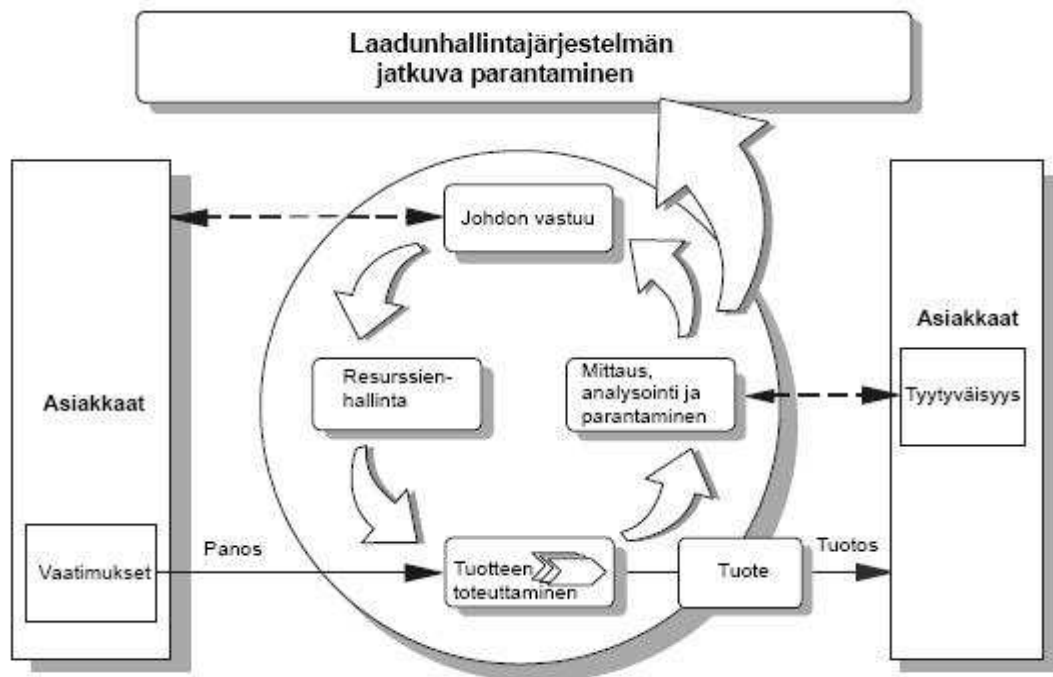 Laadunhallintajärjestelmän
jatkuva parantaminen
Johdon vastuu
Asiakkaat
Resurssien-
hallinta
Mittaus,
analysointi ja
parantaminen
Asiakkaat
Tyytyväisyys
Vaatimukset
Panos
Tuotteen
toteuttaminen
Tuote
Tuotos